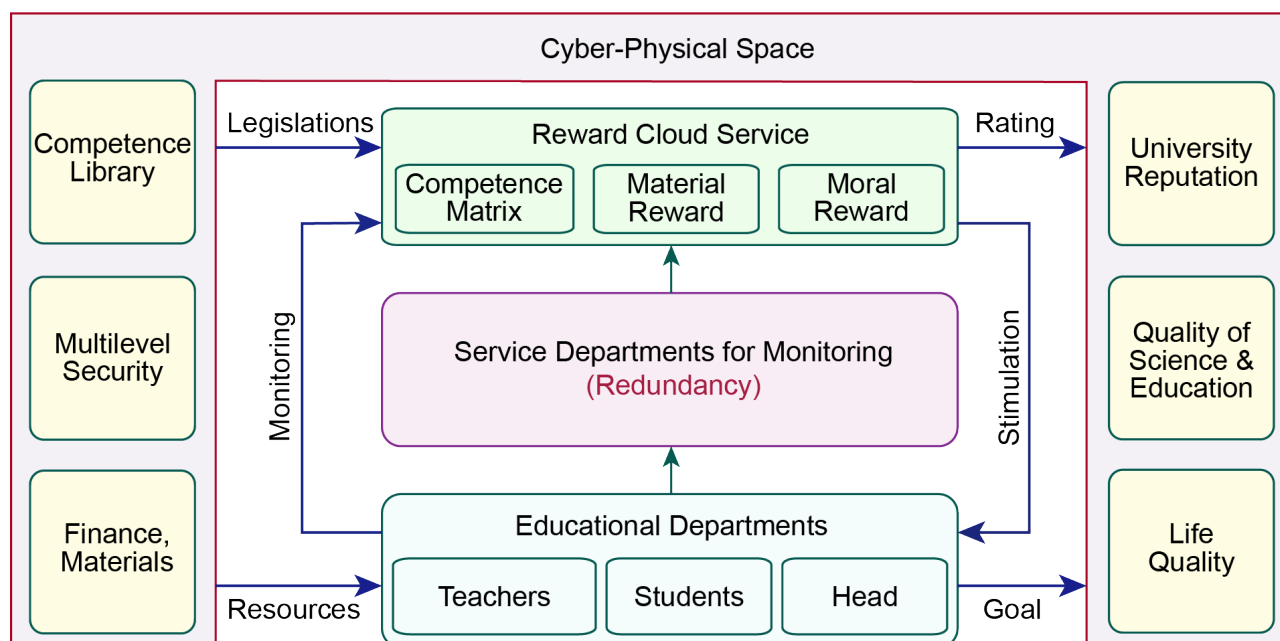 Cyber-Physical Space
Competence
Library
Multilevel
Security
Finance,
Materials
Legislations
Monitoring
Resources
Reward Cloud Service
Competence
Matrix
Material
Reward
Moral
Reward
Service Departments for Monitoring
(Redundancy)
Educational Departments
Teachers
Students
Head
Rating
Stimulation
Goal
University
Reputation
Quality of
Science &
Education
Life
Quality